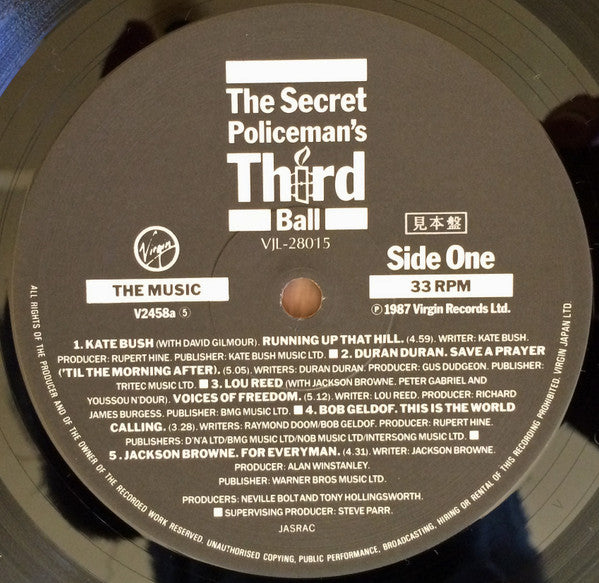 The Secret
Policeman's
Third
Ball
VJL-28015
見本盤
Virgin
Side One
THE MUSIC
33 RPM
V2458a Ⓢ
Ⓟ 1987 Virgin Records Ltd.
1. KATE BUSH (WITH DAVID GILMOUR). RUNNING UP THAT HILL. (4.59). WRITER: KATE BUSH.
PRODUCER: RUPERT HINE. PUBLISHER: KATE BUSH MUSIC LTD. ■ 2. DURAN DURAN. SAVE A PRAYER
('TIL THE MORNING AFTER). (5.05). WRITERS: DURAN DURAN. PRODUCER: GUS DUDGEON. PUBLISHER:
TRITEC MUSIC LTD. ■ 3. LOU REED (WITH JACKSON BROWNE. PETER GABRIEL AND
YOUSSOU N'DOUR). VOICES OF FREEDOM. (5.12). WRITER: LOU REED. PRODUCER: RICHARD
JAMES BURGESS. PUBLISHER: BMG MUSIC LTD. ■ 4. BOB GELDOF. THIS IS THE WORLD
CALLING. (3.28). WRITERS: RAYMOND DOOM/BOB GELDOF. PRODUCER: RUPERT HINE.
PUBLISHERS: D'N'A LTD/BMG MUSIC LTD/NOB MUSIC LTD/INTERSONG MUSIC LTD. ■
5. JACKSON BROWNE. FOR EVERYMAN. (4.31). WRITER: JACKSON BROWNE.
PRODUCER: ALAN WINSTANLEY.
PUBLISHER: WARNER BROS MUSIC LTD.
PRODUCERS: NEVILLE BOLT AND TONY HOLLINGSWORTH.
■ SUPERVISING PRODUCER: STEVE PARR.
JASRAC
ALL RIGHTS OF THE PRODUCER AND OF THE OWNER OF THE RECORDED WORK RESERVED. UNAUTHORISED COPYING, PUBLIC PERFORMANCE, BROADCASTING, HIRING OR RENTAL OF THIS RECORDING PROHIBITED. VIRGIN JAPAN LTD.